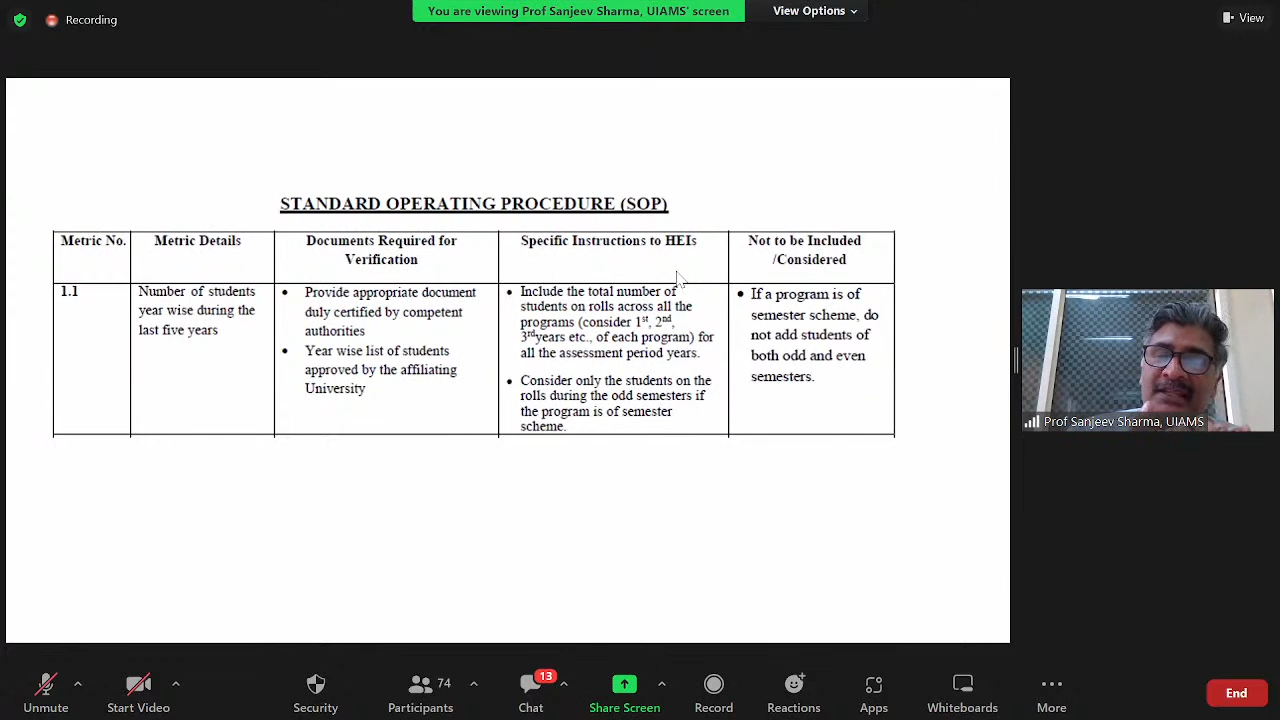 Recording
You are viewing Prof Sanjeev Sharma, UIAMS' screen
View Options
View
STANDARD OPERATING PROCEDURE (SOP)
Metric No.
Metric Details
Documents Required for
Verification
Specific Instructions to HEIs
Not to be Included
/Considered
1.1
Number of students
year wise during the
last five years
• Provide appropriate document
duly certified by competent
authorities
• Year wise list of students
approved by the affiliating
University
• Include the total number of
students on rolls across all the
programs (consider 1st, 2nd,
3rdyears etc., of each program) for
all the assessment period years.
• Consider only the students on the
rolls during the odd semesters if
the program is of semester
scheme.
• If a program is of
semester scheme, do
not add students of
both odd and even
semesters.
Prof Sanjeev Sharma, UIAMS
Unmute
Start Video
Security
74
Participants
13
Chat
Share Screen
Record
Reactions
Apps
Whiteboards
More
End